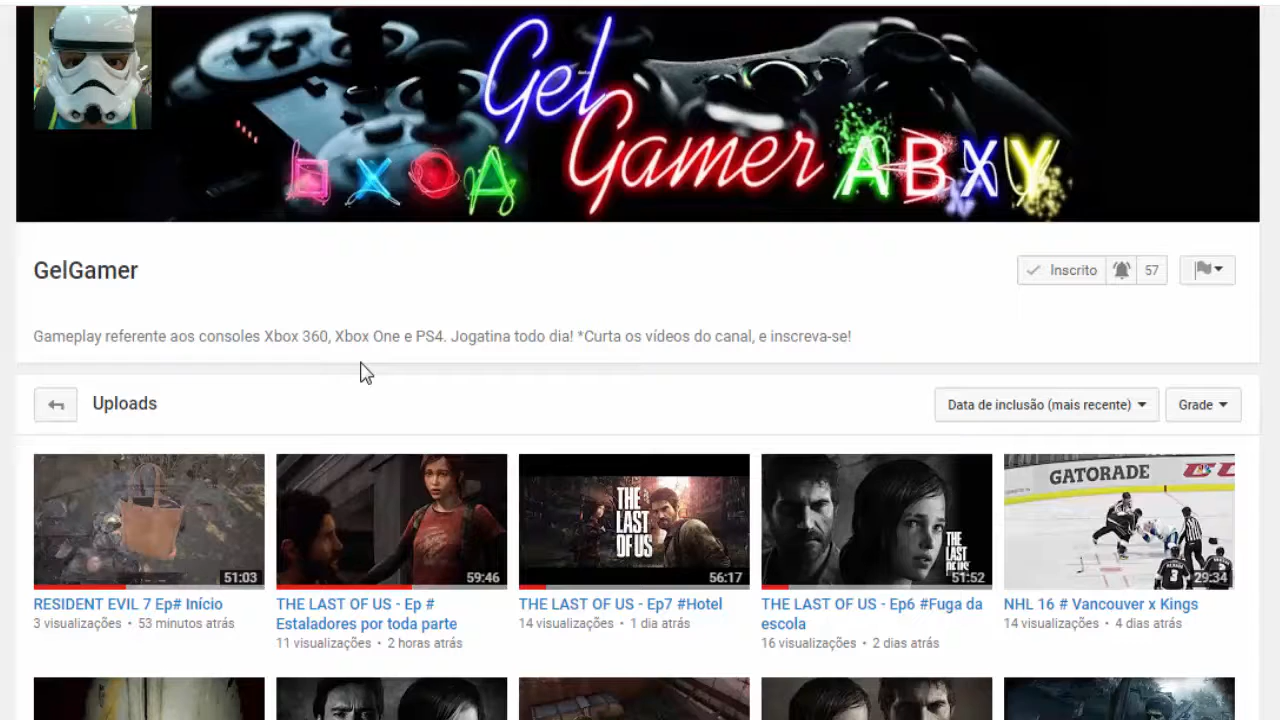 Gel
Gamer
ABXY
GelGamer
Inscrito
57
Gameplay referente aos consoles Xbox 360, Xbox One e PS4. Jogatina todo dia! *Curta os vídeos do canal, e inscreva-se!
Uploads
Data de inclusão (mais recente)
Grade
THE
LAST
OF US
THE
LAST
OF US
GATORADE
51:03
59:46
56:17
51:52
29:34
RESIDENT EVIL 7 Ep# Início
3 visualizações • 53 minutos atrás
THE LAST OF US - Ep #
Estaladores por toda parte
11 visualizações • 2 horas atrás
THE LAST OF US - Ep7 #Hotel
14 visualizações • 1 dia atrás
THE LAST OF US - Ep6 #Fuga da
escola
16 visualizações • 2 dias atrás
NHL 16 # Vancouver x Kings
14 visualizações • 4 dias atrás